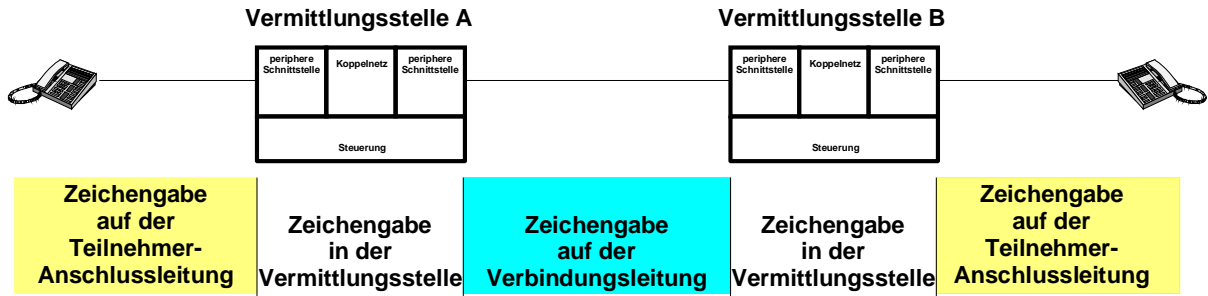 Vermittlungsstelle A
Vermittlungsstelle B
periphere
Schnittstelle
Koppelnetz
periphere
Schnittstelle
Steuerung
periphere
Schnittstelle
Koppelnetz
periphere
Schnittstelle
Steuerung
Zeichengabe
auf der
Teilnehmer-
Anschlussleitung
Zeichengabe
in der
Vermittlungsstelle
Zeichengabe
auf der
Verbindungsleitung
Zeichengabe
in der
Vermittlungsstelle
Zeichengabe
auf der
Teilnehmer-
Anschlussleitung